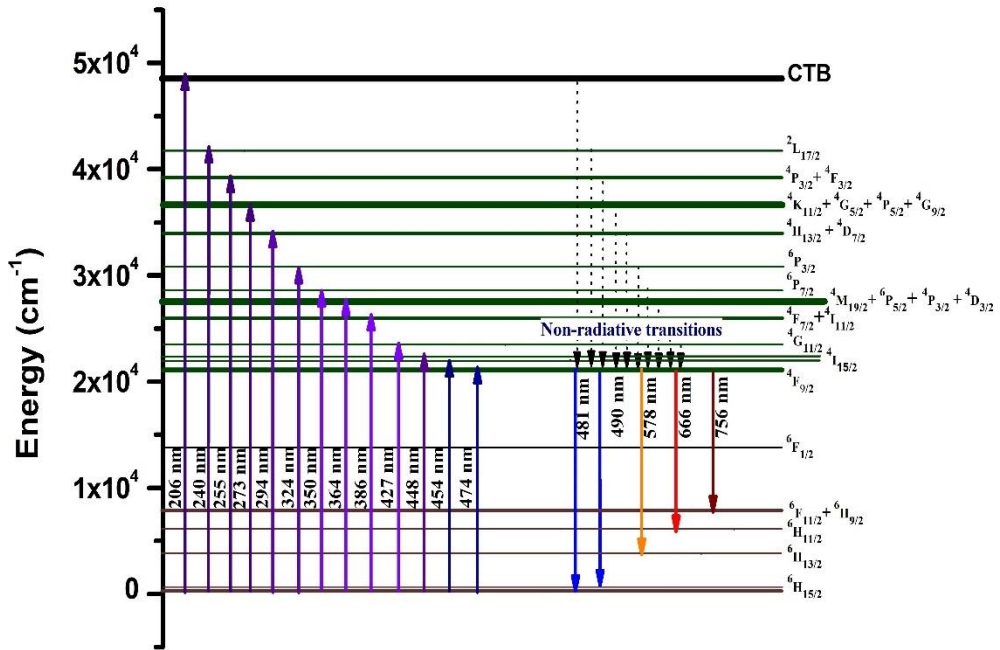 Energy (cm⁻¹)
5x10⁴
4x10⁴
3x10⁴
2x10⁴
1x10⁴
0
CTB
²L₁₇/₂
⁴P₃/₂+ ⁴F₃/₂
⁴K₁₁/₂+ ⁴G₅/₂+ ⁴P₅/₂+ ⁴G₉/₂
⁴H₁₃/₂ + ⁴D₇/₂
⁶P₃/₂
⁶P₇/₂
⁴M₁₉/₂+ ⁶P₅/₂+ ⁴P₃/₂+ ⁴D₃/₂
⁴F₇/₂+⁴I₁₁/₂
⁴G₁₁/₂
⁴I₁₅/₂
⁴F₉/₂
⁶F₁/₂
⁶F₁₁/₂+ ⁶H₉/₂
⁶H₁₁/₂
⁶H₁₃/₂
⁶H₁₅/₂
Non-radiative transitions
206 nm
240 nm
255 nm
273 nm
294 nm
324 nm
350 nm
364 nm
386 nm
427 nm
448 nm
454 nm
474 nm
481 nm
490 nm
578 nm
666 nm
756 nm